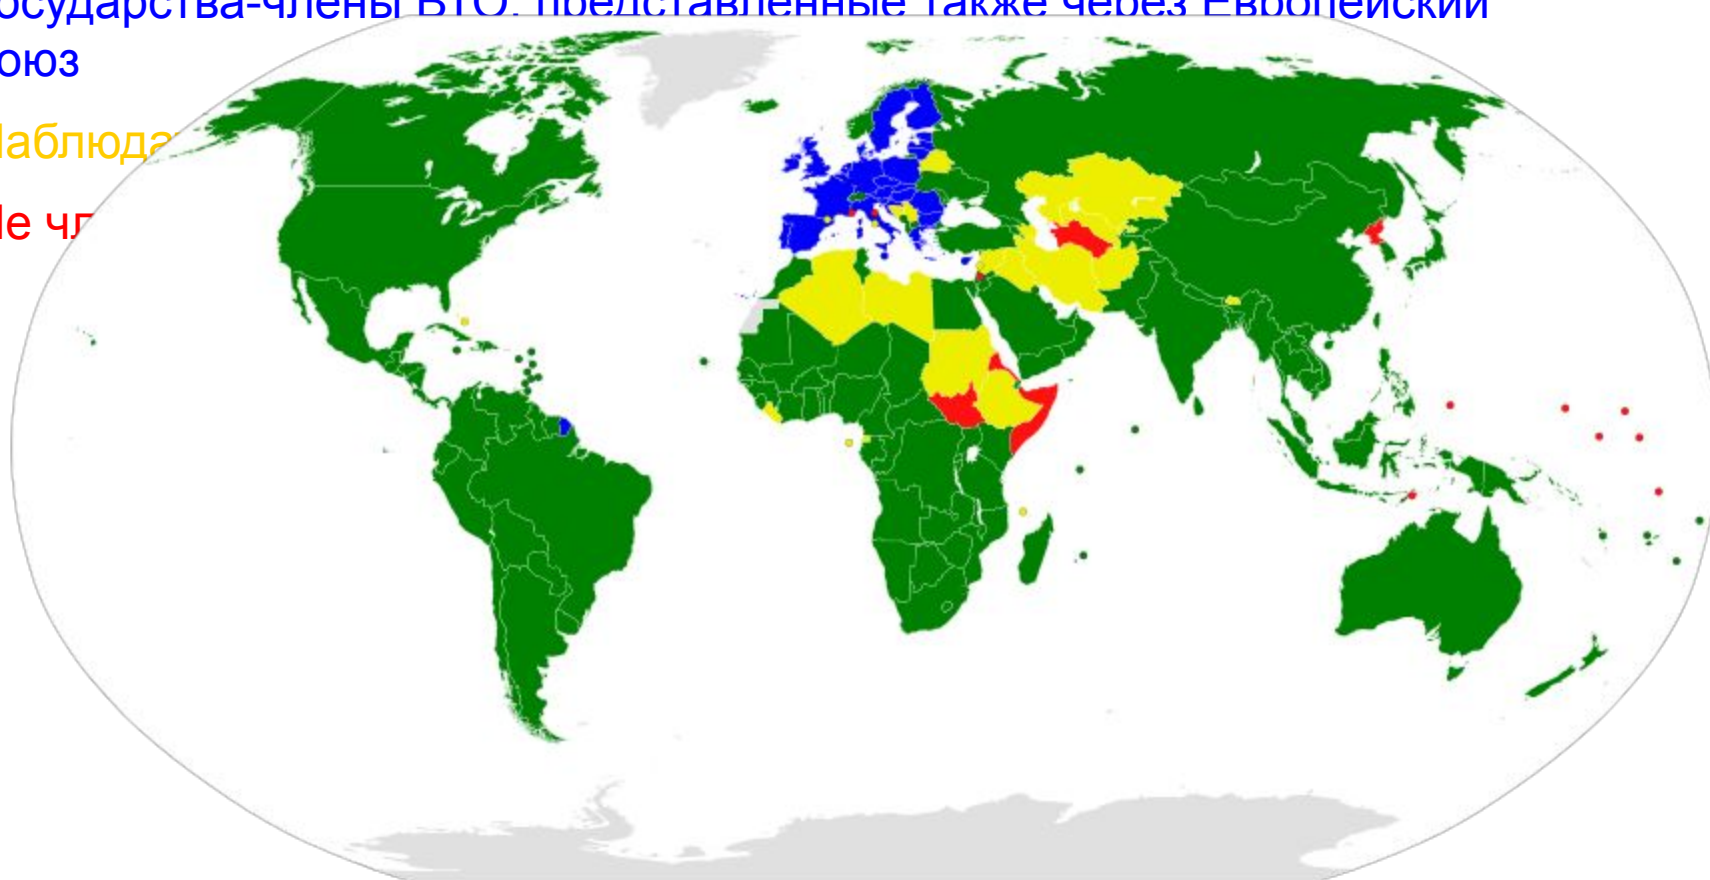 осударства-члены ВТО, представленные также через Европейский
оюз
аблюда
е чл